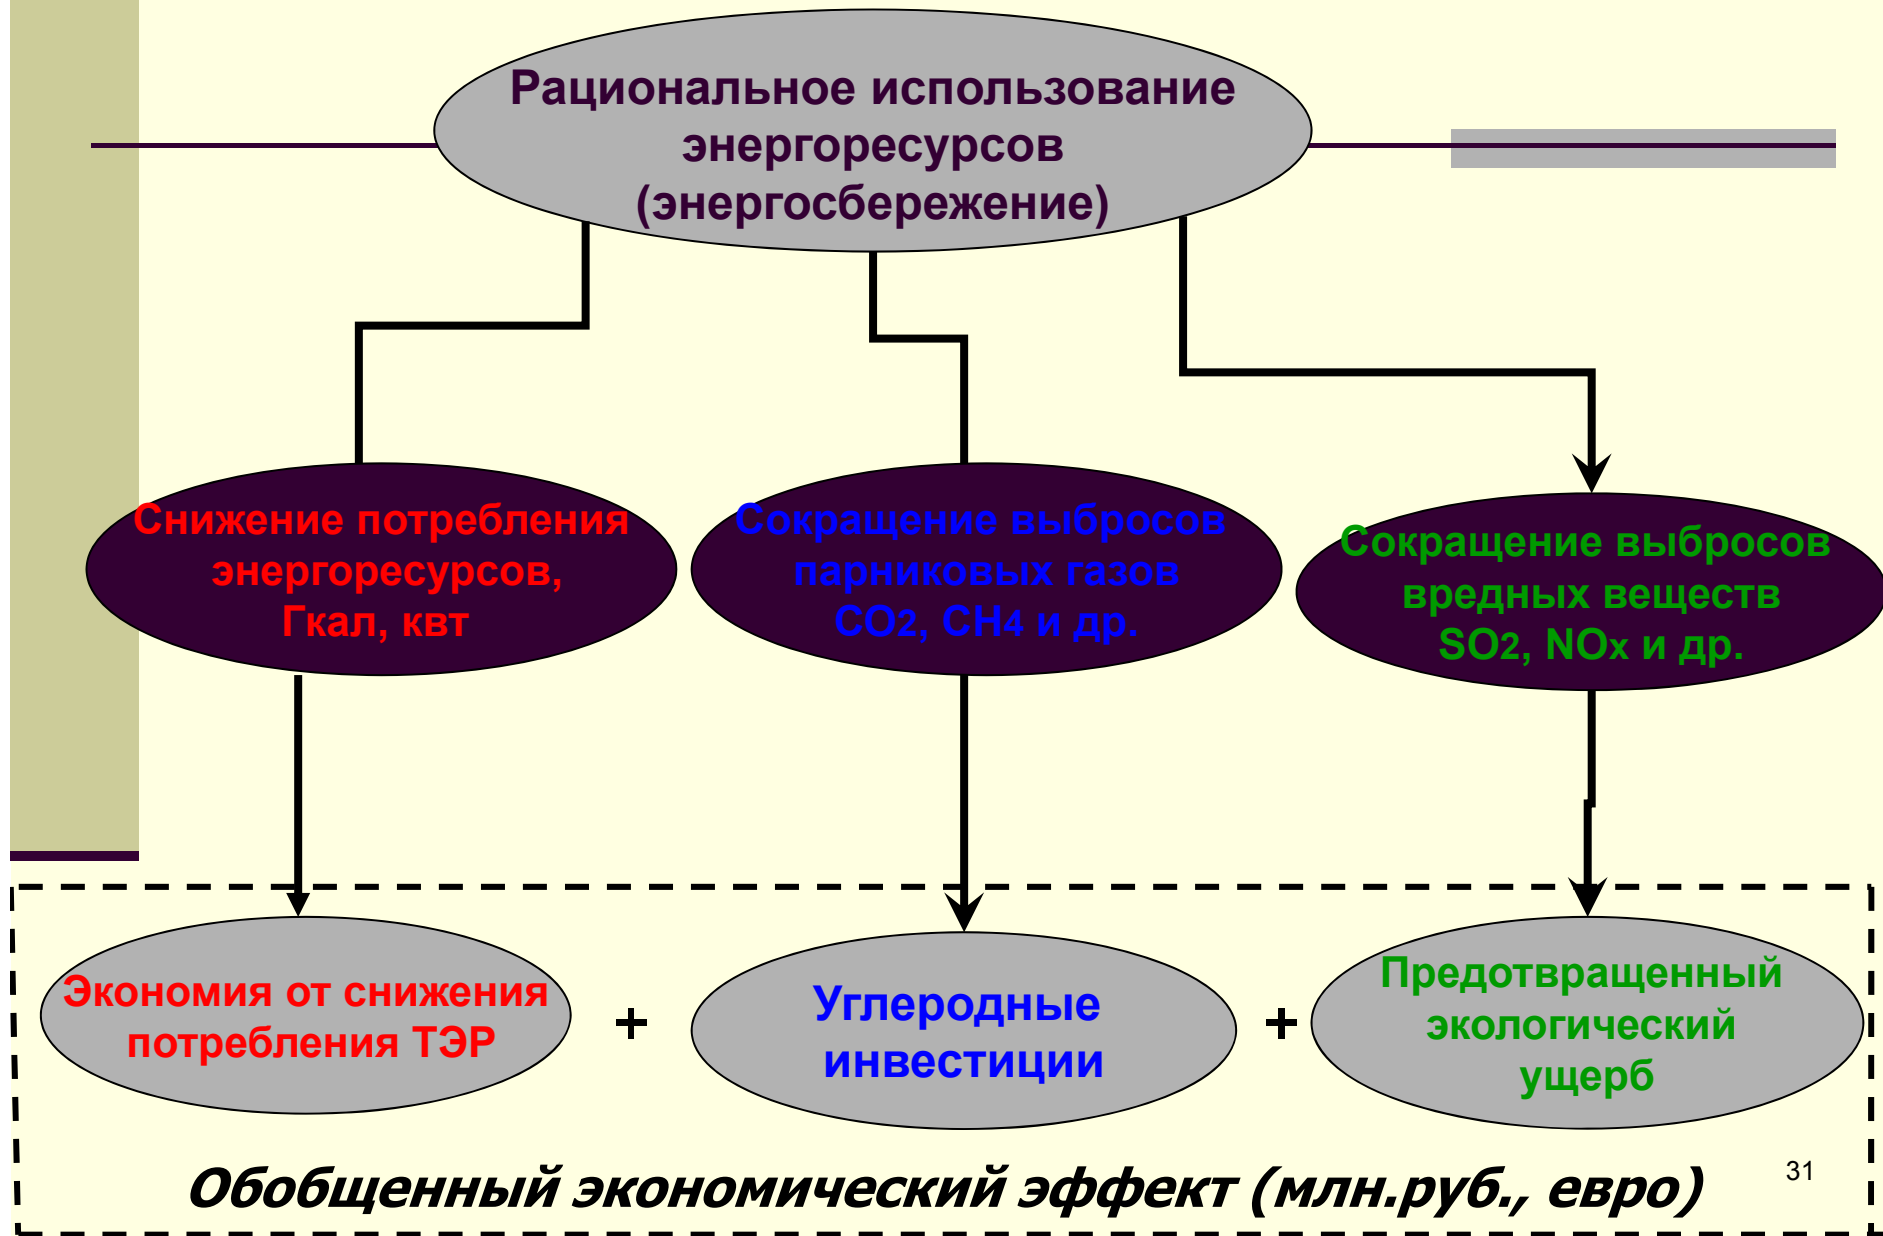 Рациональное использование
энергоресурсов
(энергосбережение)
Снижение потребления
энергоресурсов,
Гкал, квт
Сокращение выбросов
парниковых газов
СО2, СН4 и др.
Сокращение выбросов
вредных веществ
SO2, NOx и др.
Экономия от снижения
потребления ТЭР
+
Углеродные
инвестиции
+
Предотвращенный
экологический
ущерб
Обобщенный экономический эффект (млн.руб., евро)
31